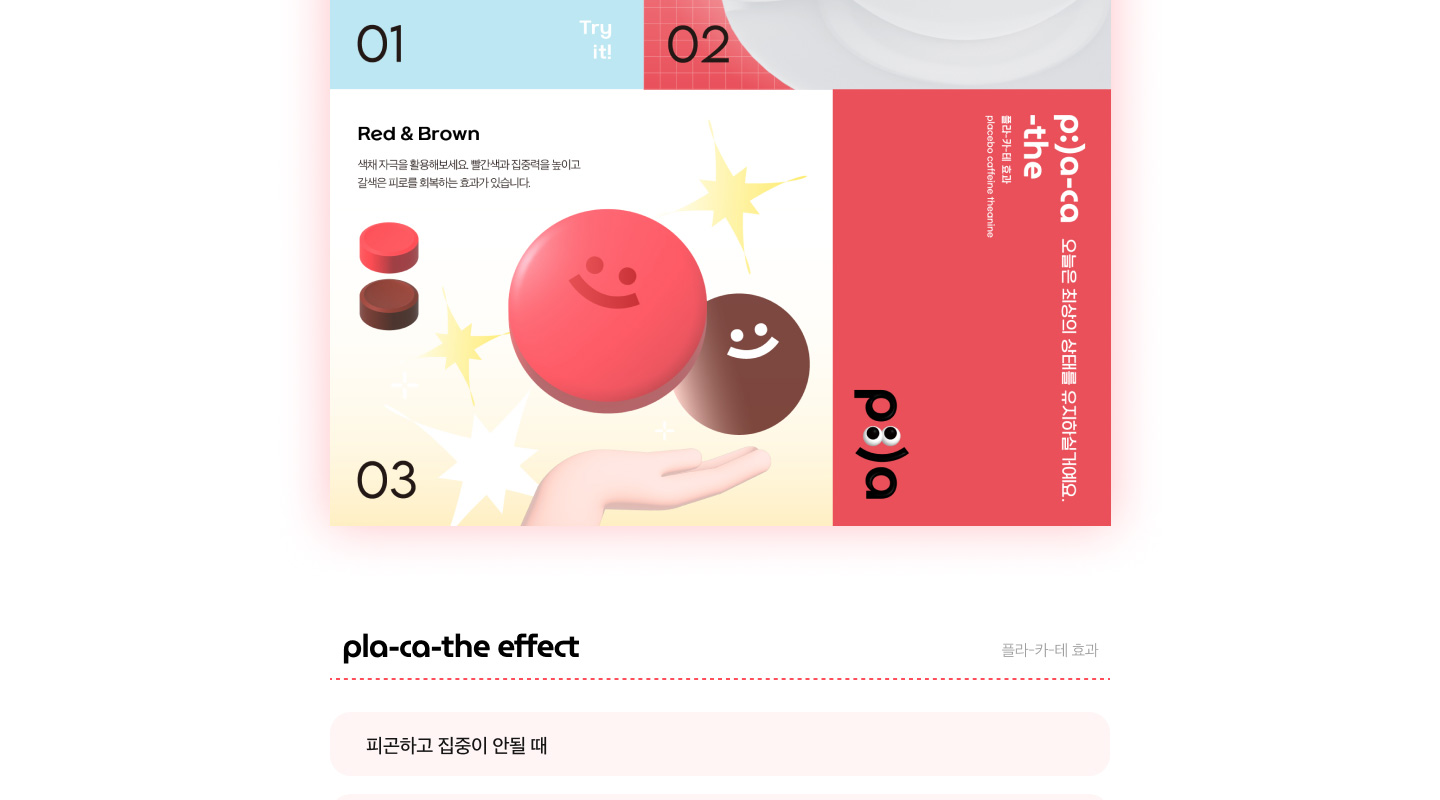 01
Try
it!
02
Red & Brown
색채 자극을 활용해보세요. 빨간색과 집중력을 높이고
갈색은 피로를 회복하는 효과가 있습니다.
03
p:)a-ca
-the
플라-카-테 효과
placebo caffeine theanine
오늘은 최상의 상태를 유지하실거예요.
p:)a
pla-ca-the effect
플라-카-테 효과
피곤하고 집중이 안될 때